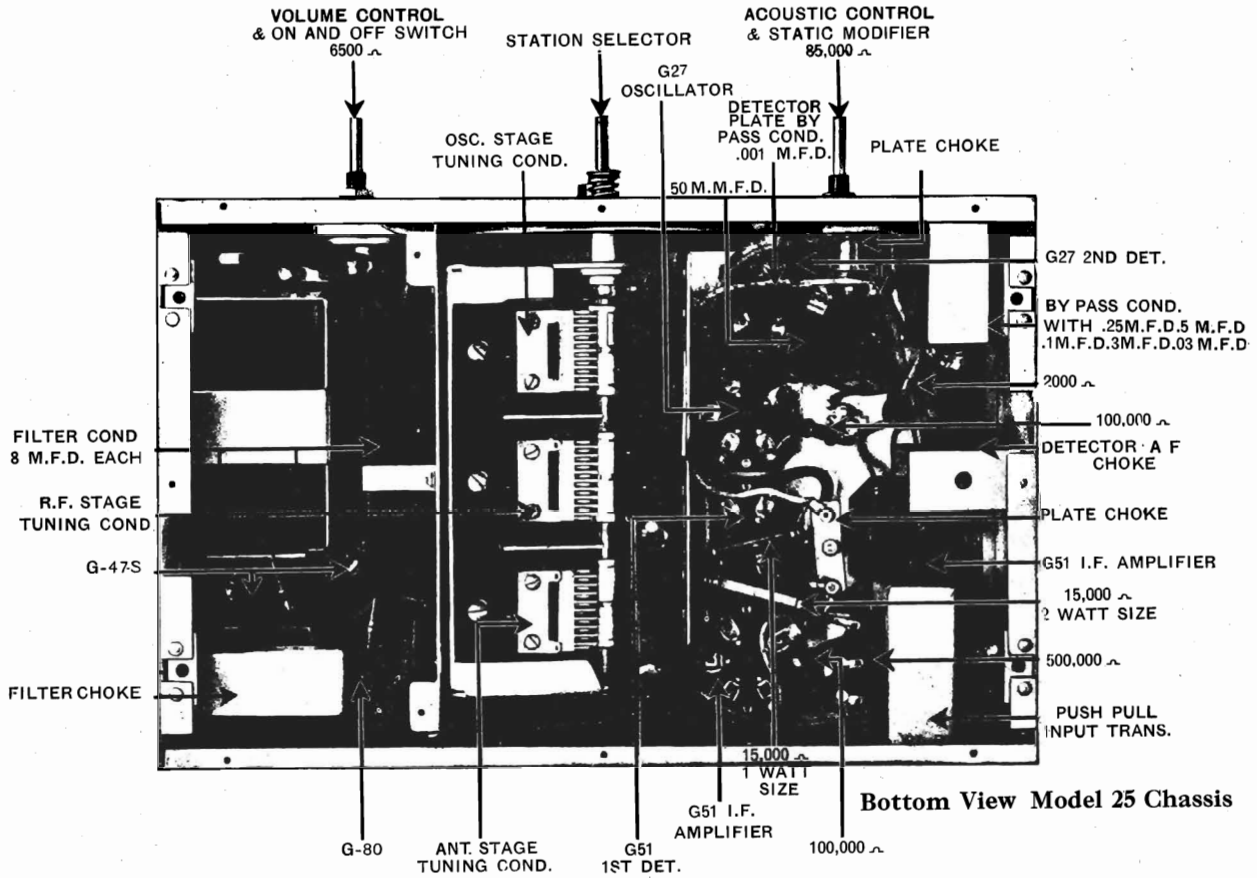 VOLUME CONTROL
& ON AND OFF SWITCH
6500 Ω
STATION SELECTOR
ACOUSTIC CONTROL
& STATIC MODIFIER
85,000 Ω
G27
OSCILLATOR
DETECTOR
PLATE BY
PASS COND.
.001 M.F.D.
OSC. STAGE
TUNING COND.
PLATE CHOKE
50 M.M.F.D.
G27 2ND DET.
BY PASS COND.
WITH .25M.F.D.5 M.F.D
.1M.F.D.3M.F.D.03 M.F.D
2000 Ω
100,000 Ω
DETECTOR A F
CHOKE
FILTER COND
8 M.F.D. EACH
R.F. STAGE
TUNING COND
PLATE CHOKE
G-47-S
G51 I.F. AMPLIFIER
15,000 Ω
2 WATT SIZE
500,000 Ω
FILTER CHOKE
PUSH PULL
INPUT TRANS.
15,000 Ω
1 WATT
SIZE
Bottom View Model 25 Chassis
G51 I.F.
AMPLIFIER
G-80
ANT. STAGE
TUNING COND.
G51
1ST DET.
100,000 Ω